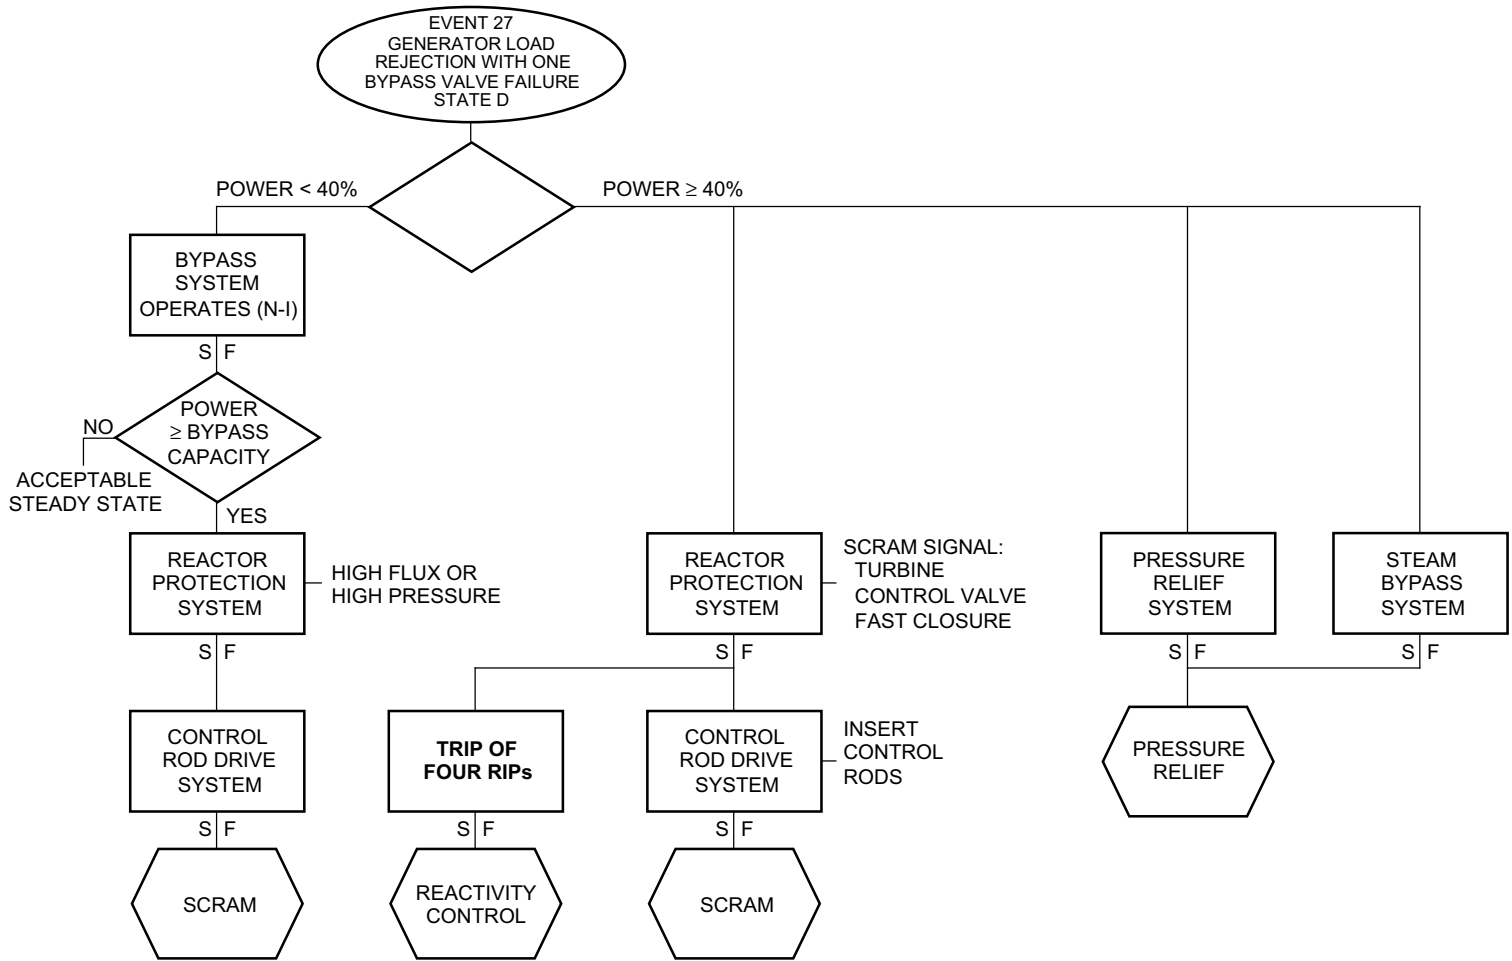 EVENT 27
GENERATOR LOAD
REJECTION WITH ONE
BYPASS VALVE FAILURE
STATE D
POWER < 40%
POWER ≥ 40%
BYPASS
SYSTEM
OPERATES (N-I)
S F
POWER
≥ BYPASS
CAPACITY
NO
ACCEPTABLE
STEADY STATE
YES
REACTOR
PROTECTION
SYSTEM
HIGH FLUX OR
HIGH PRESSURE
S F
CONTROL
ROD DRIVE
SYSTEM
S F
SCRAM
REACTOR
PROTECTION
SYSTEM
SCRAM SIGNAL:
TURBINE
CONTROL VALVE
FAST CLOSURE
S F
TRIP OF
FOUR RIPs
S F
REACTIVITY
CONTROL
CONTROL
ROD DRIVE
SYSTEM
INSERT
CONTROL
RODS
S F
SCRAM
PRESSURE
RELIEF
SYSTEM
S F
STEAM
BYPASS
SYSTEM
S F
PRESSURE
RELIEF